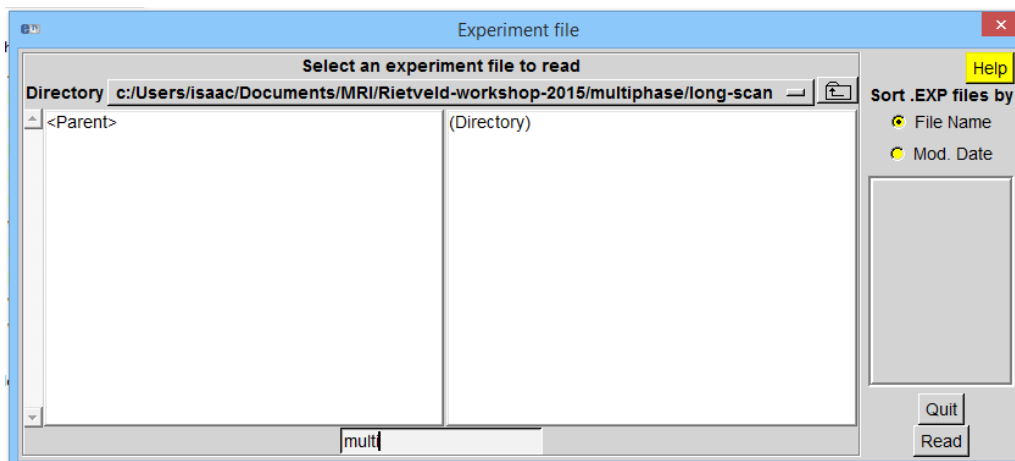 Experiment file
Select an experiment file to read
Help
Directory c:/Users/isaac/Documents/MRI/Rietveld-workshop-2015/multiphase/long-scan
Sort .EXP files by
<Parent>
(Directory)
File Name
Mod. Date
Quit
multi
Read